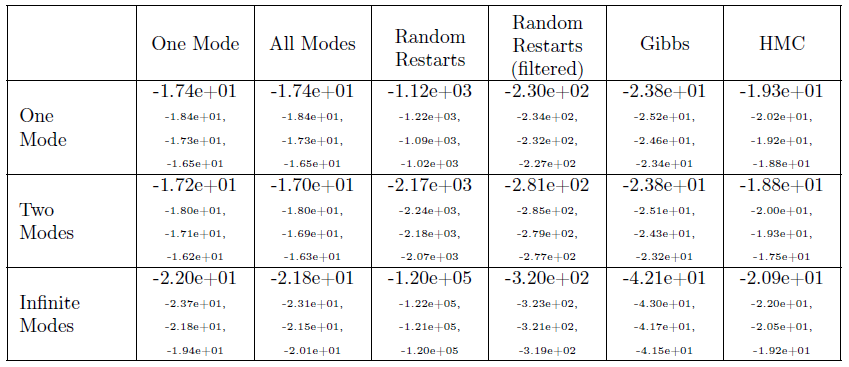 One Mode All Modes Random Restarts Random Restarts (filtered) Gibbs HMC
One Mode
-1.74e+01 -1.74e+01 -1.12e+03 -2.30e+02 -2.38e+01 -1.93e+01
-1.84e+01, -1.84e+01, -1.22e+03, -2.34e+02, -2.52e+01, -2.02e+01,
-1.73e+01, -1.73e+01, -1.09e+03, -2.32e+02, -2.46e+01, -1.92e+01,
-1.65e+01 -1.65e+01 -1.02e+03 -2.27e+02 -2.34e+01 -1.88e+01
Two Modes
-1.72e+01 -1.70e+01 -2.17e+03 -2.81e+02 -2.38e+01 -1.88e+01
-1.80e+01, -1.80e+01, -2.24e+03, -2.85e+02, -2.51e+01, -2.00e+01,
-1.71e+01, -1.69e+01, -2.18e+03, -2.79e+02, -2.43e+01, -1.93e+01,
-1.62e+01 -1.63e+01 -2.07e+03 -2.77e+02 -2.32e+01 -1.75e+01
Infinite Modes
-2.20e+01 -2.18e+01 -1.20e+05 -3.20e+02 -4.21e+01 -2.09e+01
-2.37e+01, -2.31e+01, -1.22e+05, -3.23e+02, -4.30e+01, -2.20e+01,
-2.18e+01, -2.15e+01, -1.21e+05, -3.21e+02, -4.17e+01, -2.05e+01,
-1.94e+01 -2.01e+01 -1.20e+05 -3.19e+02 -4.15e+01 -1.92e+01